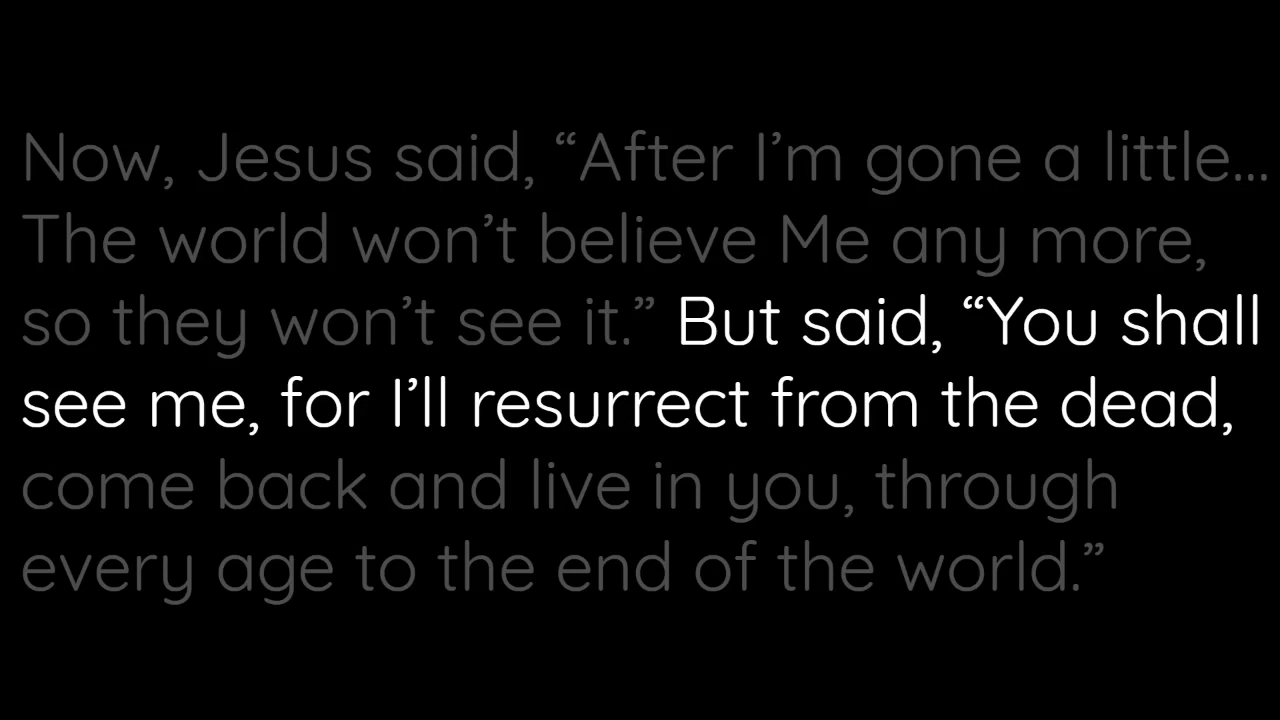 Now, Jesus said, “After I’m gone a little...
The world won’t believe Me any more,
so they won’t see it.” But said, “You shall
see me, for I’ll resurrect from the dead,
come back and live in you, through
every age to the end of the world.”